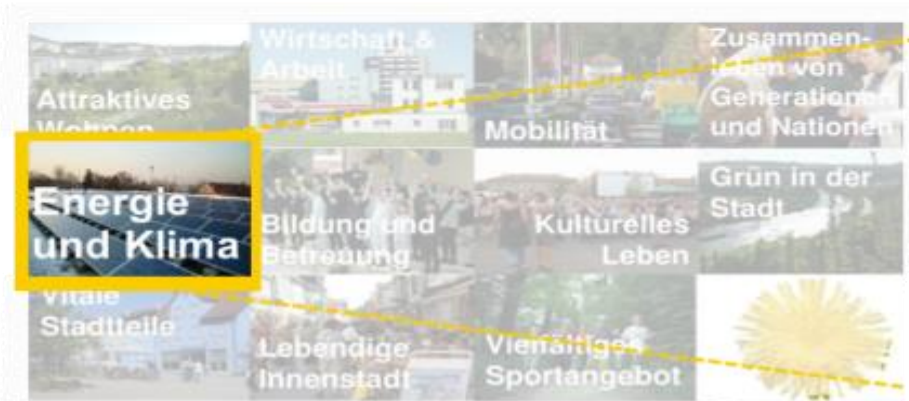 Attraktives
Wohnen
Wirtschaft &
Arbeit
Mobilität
Zusammen-
leben von
Generationen
und Nationen
Energie
und Klima
Bildung und
Betreuung
Kulturelles
Leben
Grün in der
Stadt
Vitale
Stadtteile
Lebendige
Innenstadt
Vielfältiges
Sportangebot